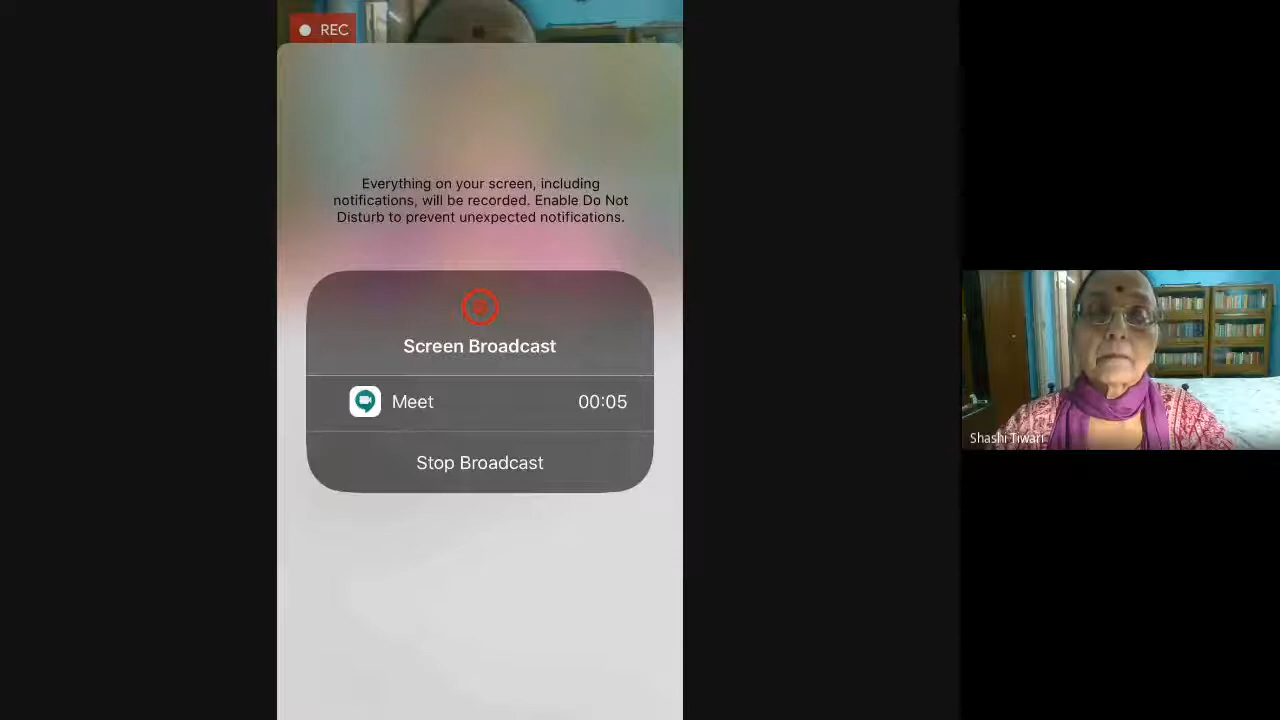 REC
Everything on your screen, including
notifications, will be recorded. Enable Do Not
Disturb to prevent unexpected notifications.
Screen Broadcast
Meet 00:05
Stop Broadcast
Shashi Tiwari